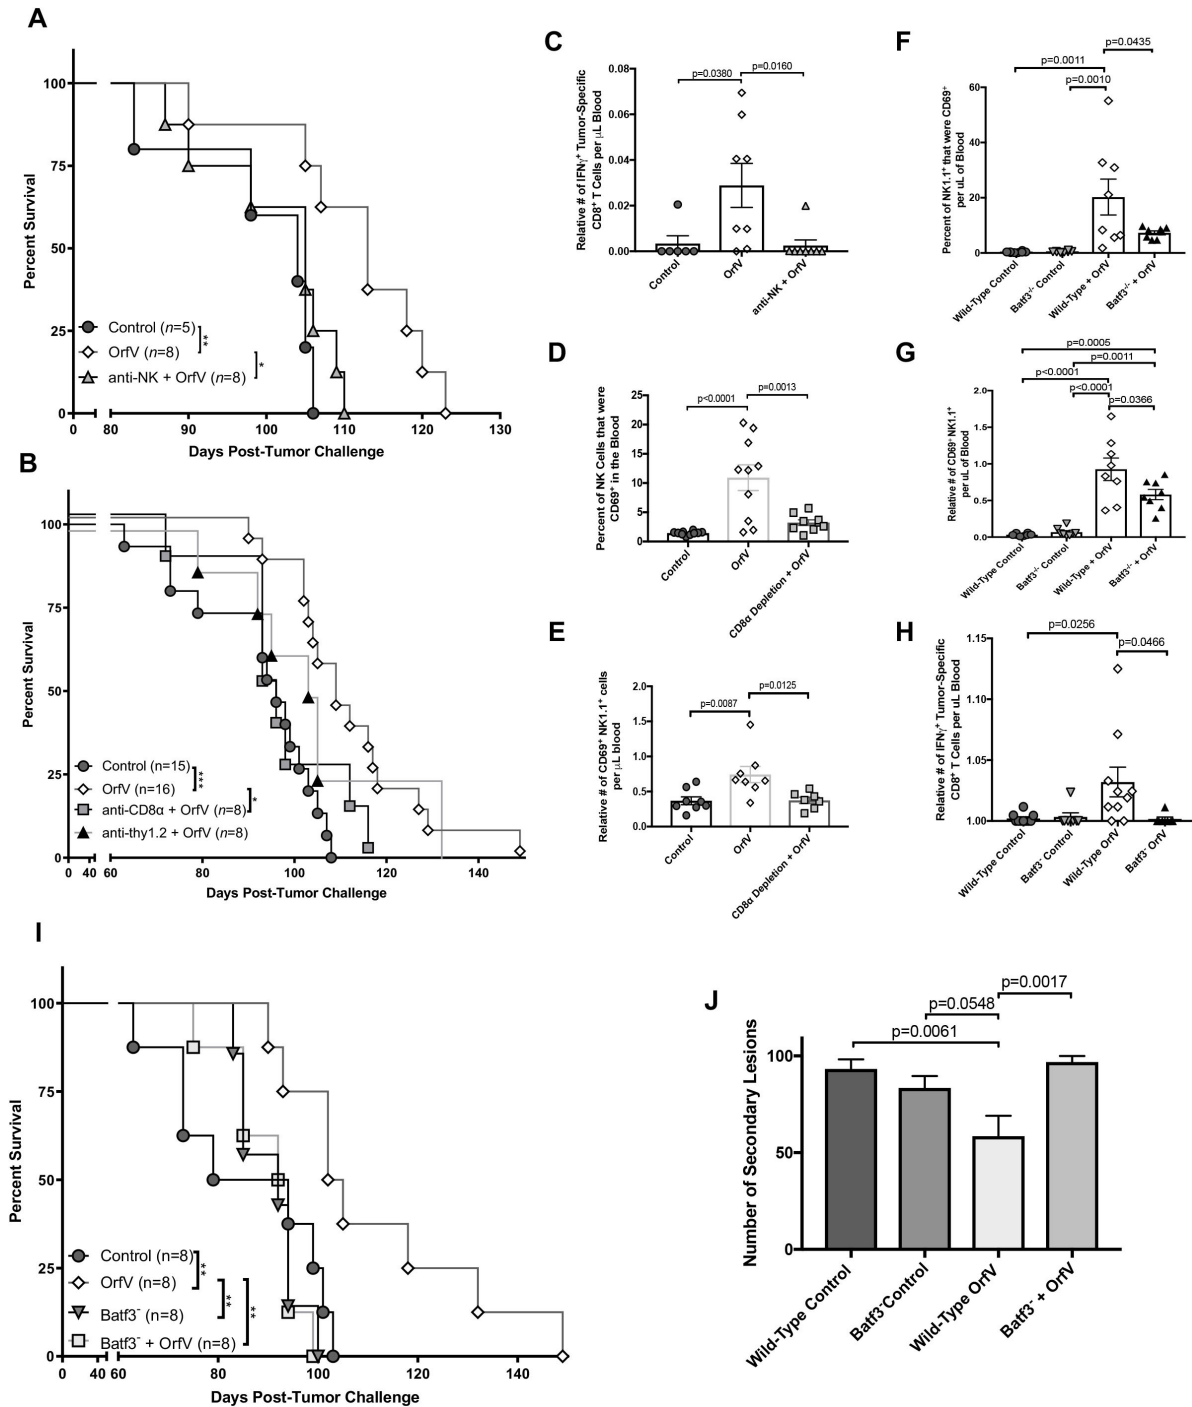 A
Percent Survival
100
75
50
25
0
Control (n=5)
OrfV (n=8)
anti-NK + OrfV (n=8)
**
*
0 80 90 100 110 120 130
Days Post-Tumor Challenge
B
Percent Survival
100
75
50
25
0
Control (n=15)
OrfV (n=16)
anti-CD8α + OrfV (n=8)
anti-thy1.2 + OrfV (n=8)
***
*
0 40 60 80 100 120 140
Days Post-Tumor Challenge
C
Relative # of IFNγ⁺ Tumor-Specific
CD8⁺ T Cells per μL Blood
0.08
0.06
0.04
0.02
0.00
p=0.0380
p=0.0160
Control
OrfV
anti-NK + OrfV
D
Percent of NK Cells that were
CD69⁺ in the Blood
25
20
15
10
5
0
p<0.0001
p=0.0013
Control
OrfV
CD8α Depletion + OrfV
E
Relative # of CD69⁺ NK1.1⁺ cells
per μL blood
2.0
1.5
1.0
0.5
0.0
p=0.0087
p=0.0125
Control
OrfV
CD8α Depletion + OrfV
F
Percent of NK1.1⁺ that were CD69⁺
per uL of Blood
60
40
20
0
p=0.0435
p=0.0011
p=0.0010
Wild-Type Control
Batf3⁻/⁻ Control
Wild-Type + OrfV
Batf3⁻/⁻ + OrfV
G
Relative # of CD69⁺ NK1.1⁺
per uL of Blood
2.0
1.5
1.0
0.5
0.0
p=0.0005
p=0.0011
p<0.0001
p<0.0001
p=0.0366
Wild-Type Control
Batf3⁻/⁻ Control
Wild-Type + OrfV
Batf3⁻/⁻ + OrfV
H
Relative # of IFNγ⁺ Tumor-Specific
CD8⁺ T Cells per uL Blood
1.15
1.10
1.05
1.00
p=0.0256
p=0.0466
Wild-Type Control
Batf3⁻ Control
Wild-Type OrfV
Batf3⁻ OrfV
I
Percent Survival
100
75
50
25
0
Control (n=8)
OrfV (n=8)
Batf3⁻ (n=8)
Batf3⁻ + OrfV (n=8)
**
**
**
0 40 60 80 100 120 140
Days Post-Tumor Challenge
J
Number of Secondary Lesions
100
50
0
p=0.0017
p=0.0548
p=0.0061
Wild-Type Control
Batf3⁻Control
Wild-Type OrfV
Batf3⁻ + OrfV